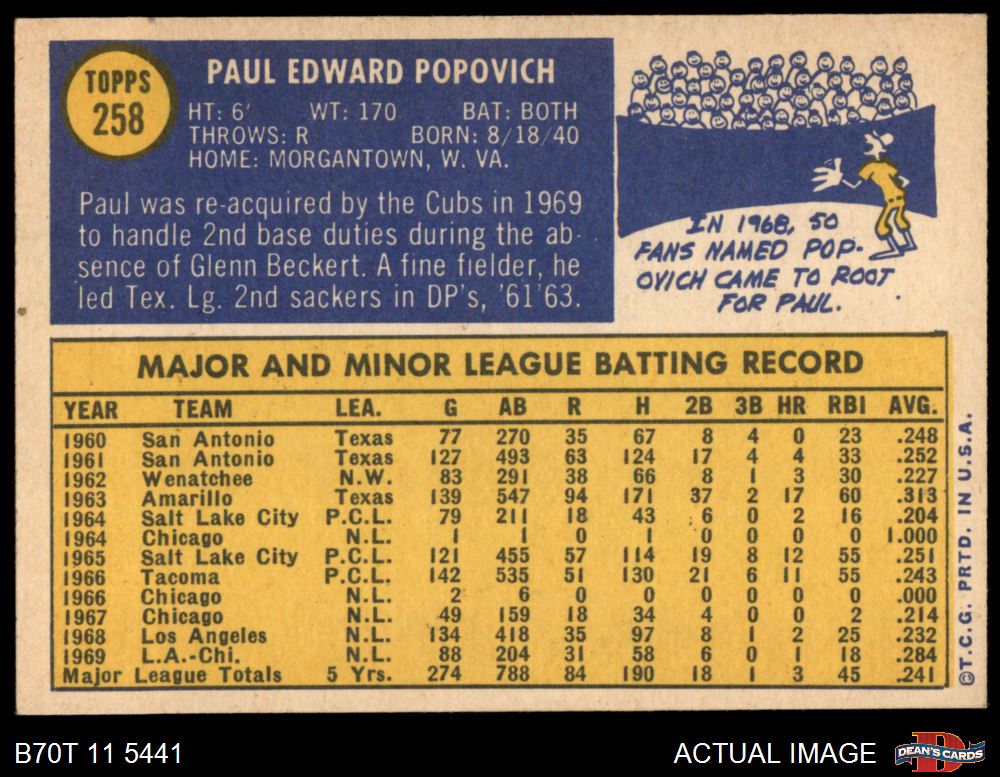 TOPPS
258
PAUL EDWARD POPOVICH
HT: 6' WT: 170 BAT: BOTH
THROWS: R BORN: 8/18/40
HOME: MORGANTOWN, W. VA.
Paul was re-acquired by the Cubs in 1969
to handle 2nd base duties during the ab-
sence of Glenn Beckert. A fine fielder, he
led Tex. Lg. 2nd sackers in DP's, '61'63.
IN 1968, 50
FANS NAMED POP-
OVICH CAME TO ROOT
FOR PAUL.
MAJOR AND MINOR LEAGUE BATTING RECORD
YEAR TEAM LEA. G AB R H 2B 3B HR RBI AVG.
1960 San Antonio Texas 77 270 35 67 8 4 0 23 .248
1961 San Antonio Texas 127 493 63 124 17 4 4 33 .252
1962 Wenatchee N.W. 83 291 38 66 8 1 3 30 .227
1963 Amarillo Texas 139 547 94 171 37 2 17 60 .313
1964 Salt Lake City P.C.L. 79 211 18 43 6 0 2 16 .204
1964 Chicago N.L. 1 1 0 1 0 0 0 0 1.000
1965 Salt Lake City P.C.L. 121 455 57 114 19 8 12 55 .251
1966 Tacoma P.C.L. 142 535 51 130 21 6 11 55 .243
1966 Chicago N.L. 2 6 0 0 0 0 0 0 .000
1967 Chicago N.L. 49 159 18 34 4 0 0 2 .214
1968 Los Angeles N.L. 134 418 35 97 8 1 2 25 .232
1969 L.A.-Chi. N.L. 88 204 31 58 6 0 1 18 .284
Major League Totals 5 Yrs. 274 788 84 190 18 1 3 45 .241
©T.C.G. PRTD. IN U.S.A.
B70T 11 5441
ACTUAL IMAGE
DEAN'S CARDS